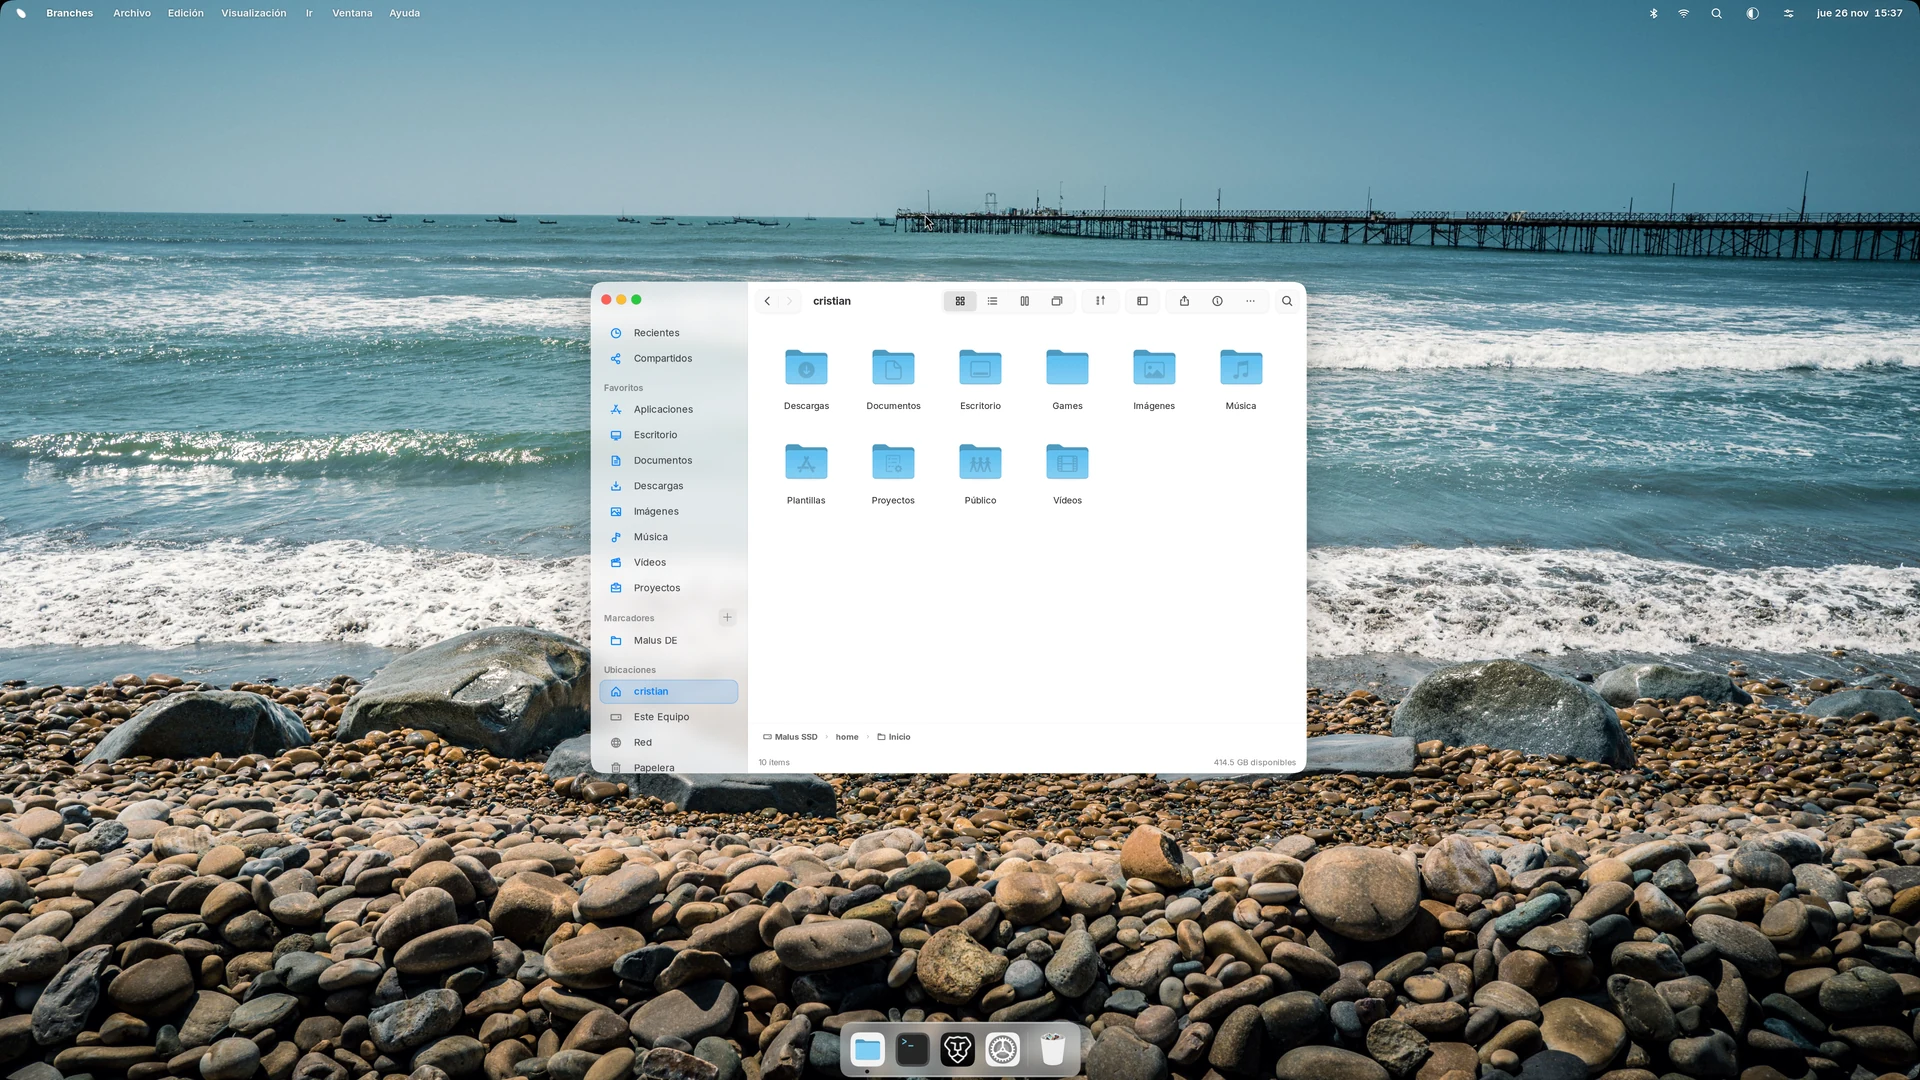 Branches Archivo Edición Visualización Ir Ventana Ayuda
jue 26 nov 15:37
cristian
Recientes
Compartidos
Favoritos
Aplicaciones
Escritorio
Documentos
Descargas
Imágenes
Música
Vídeos
Proyectos
Marcadores
Malus DE
Ubicaciones
cristian
Este Equipo
Red
Papelera
Descargas Documentos Escritorio Games Imágenes Música
Plantillas Proyectos Público Vídeos
Malus SSD › home › Inicio
10 items
414.5 GB disponibles
>_